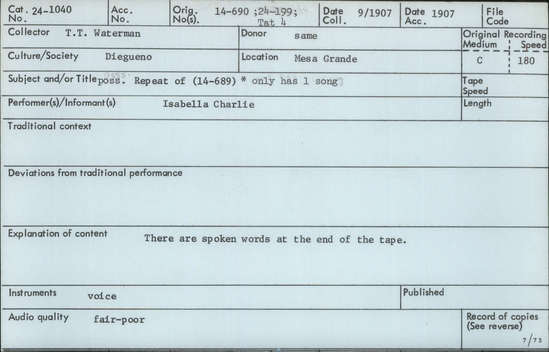 Cat. No. 24-1040 Acc. No. Orig. No(s). 14-690 ;24-199; Tat 4 Date Coll. 9/1907 Date Acc. 1907 File Code
Collector T.T. Waterman Donor same Original Recording Medium Speed
Culture/Society Diegueno Location Mesa Grande C 180
Subject and/or Title poss. Repeat of (14-689) * only has 1 song) Tape Speed
Performer(s)/Informant(s) Isabella Charlie Length
Traditional context
Deviations from traditional performance
Explanation of content There are spoken words at the end of the tape.
Instruments voice Published
Audio quality fair-poor Record of copies (See reverse)
7/75